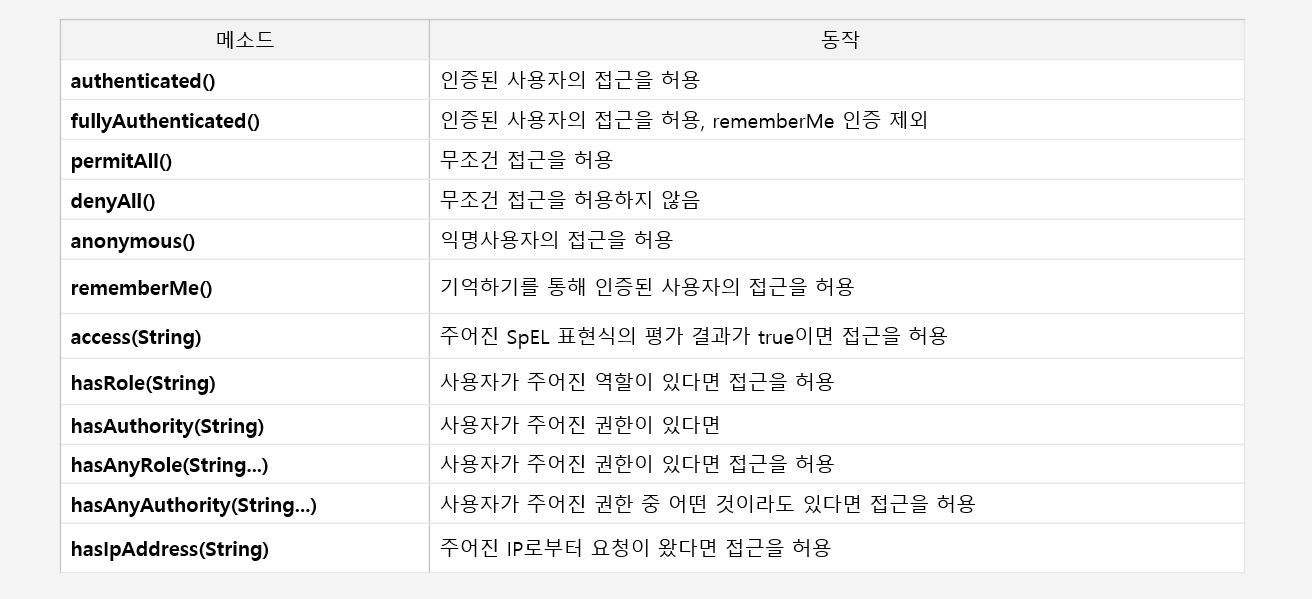 메소드 동작
authenticated() 인증된 사용자의 접근을 허용
fullyAuthenticated() 인증된 사용자의 접근을 허용, rememberMe 인증 제외
permitAll() 무조건 접근을 허용
denyAll() 무조건 접근을 허용하지 않음
anonymous() 익명사용자의 접근을 허용
rememberMe() 기억하기를 통해 인증된 사용자의 접근을 허용
access(String) 주어진 SpEL 표현식의 평가 결과가 true이면 접근을 허용
hasRole(String) 사용자가 주어진 역할이 있다면 접근을 허용
hasAuthority(String) 사용자가 주어진 권한이 있다면
hasAnyRole(String...) 사용자가 주어진 권한이 있다면 접근을 허용
hasAnyAuthority(String...) 사용자가 주어진 권한 중 어떤 것이라도 있다면 접근을 허용
hasIpAddress(String) 주어진 IP로부터 요청이 왔다면 접근을 허용